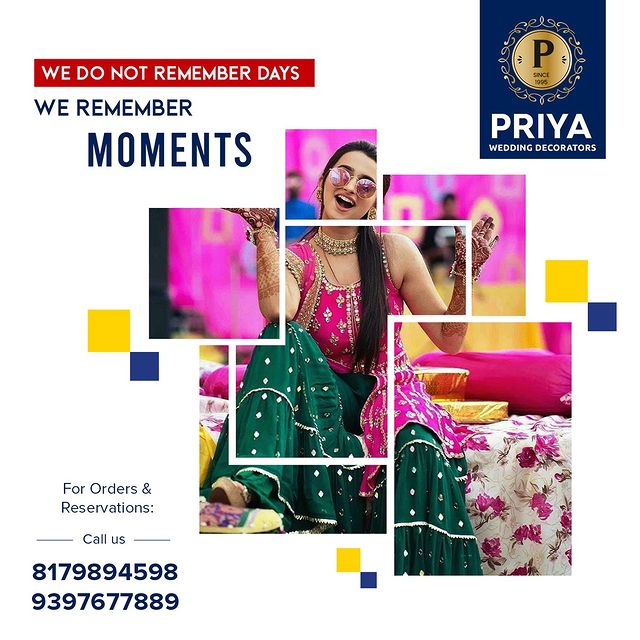 WE DO NOT REMEMBER DAYS
WE REMEMBER
MOMENTS
P
SINCE
1995
PRIYA
WEDDING DECORATORS
For Orders &
Reservations:
Call us
8179894598
9397677889